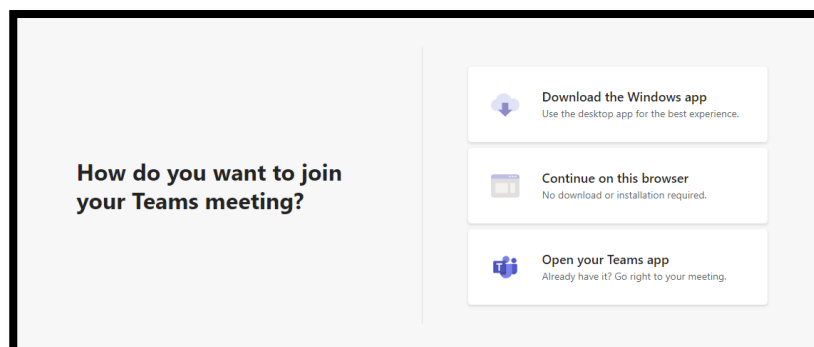 How do you want to join
your Teams meeting?
Download the Windows app
Use the desktop app for the best experience.
Continue on this browser
No download or installation required.
Open your Teams app
Already have it? Go right to your meeting.